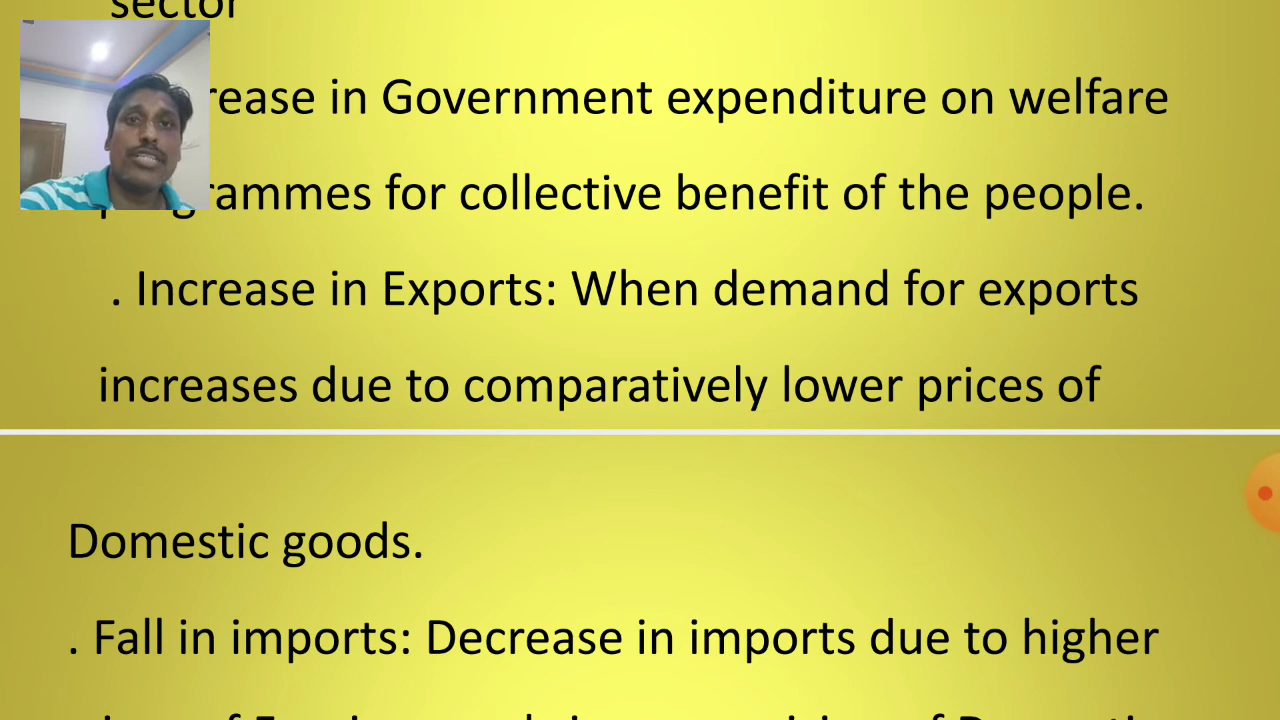 sector
rease in Government expenditure on welfare
grammes for collective benefit of the people.
. Increase in Exports: When demand for exports
increases due to comparatively lower prices of
Domestic goods.
. Fall in imports: Decrease in imports due to higher